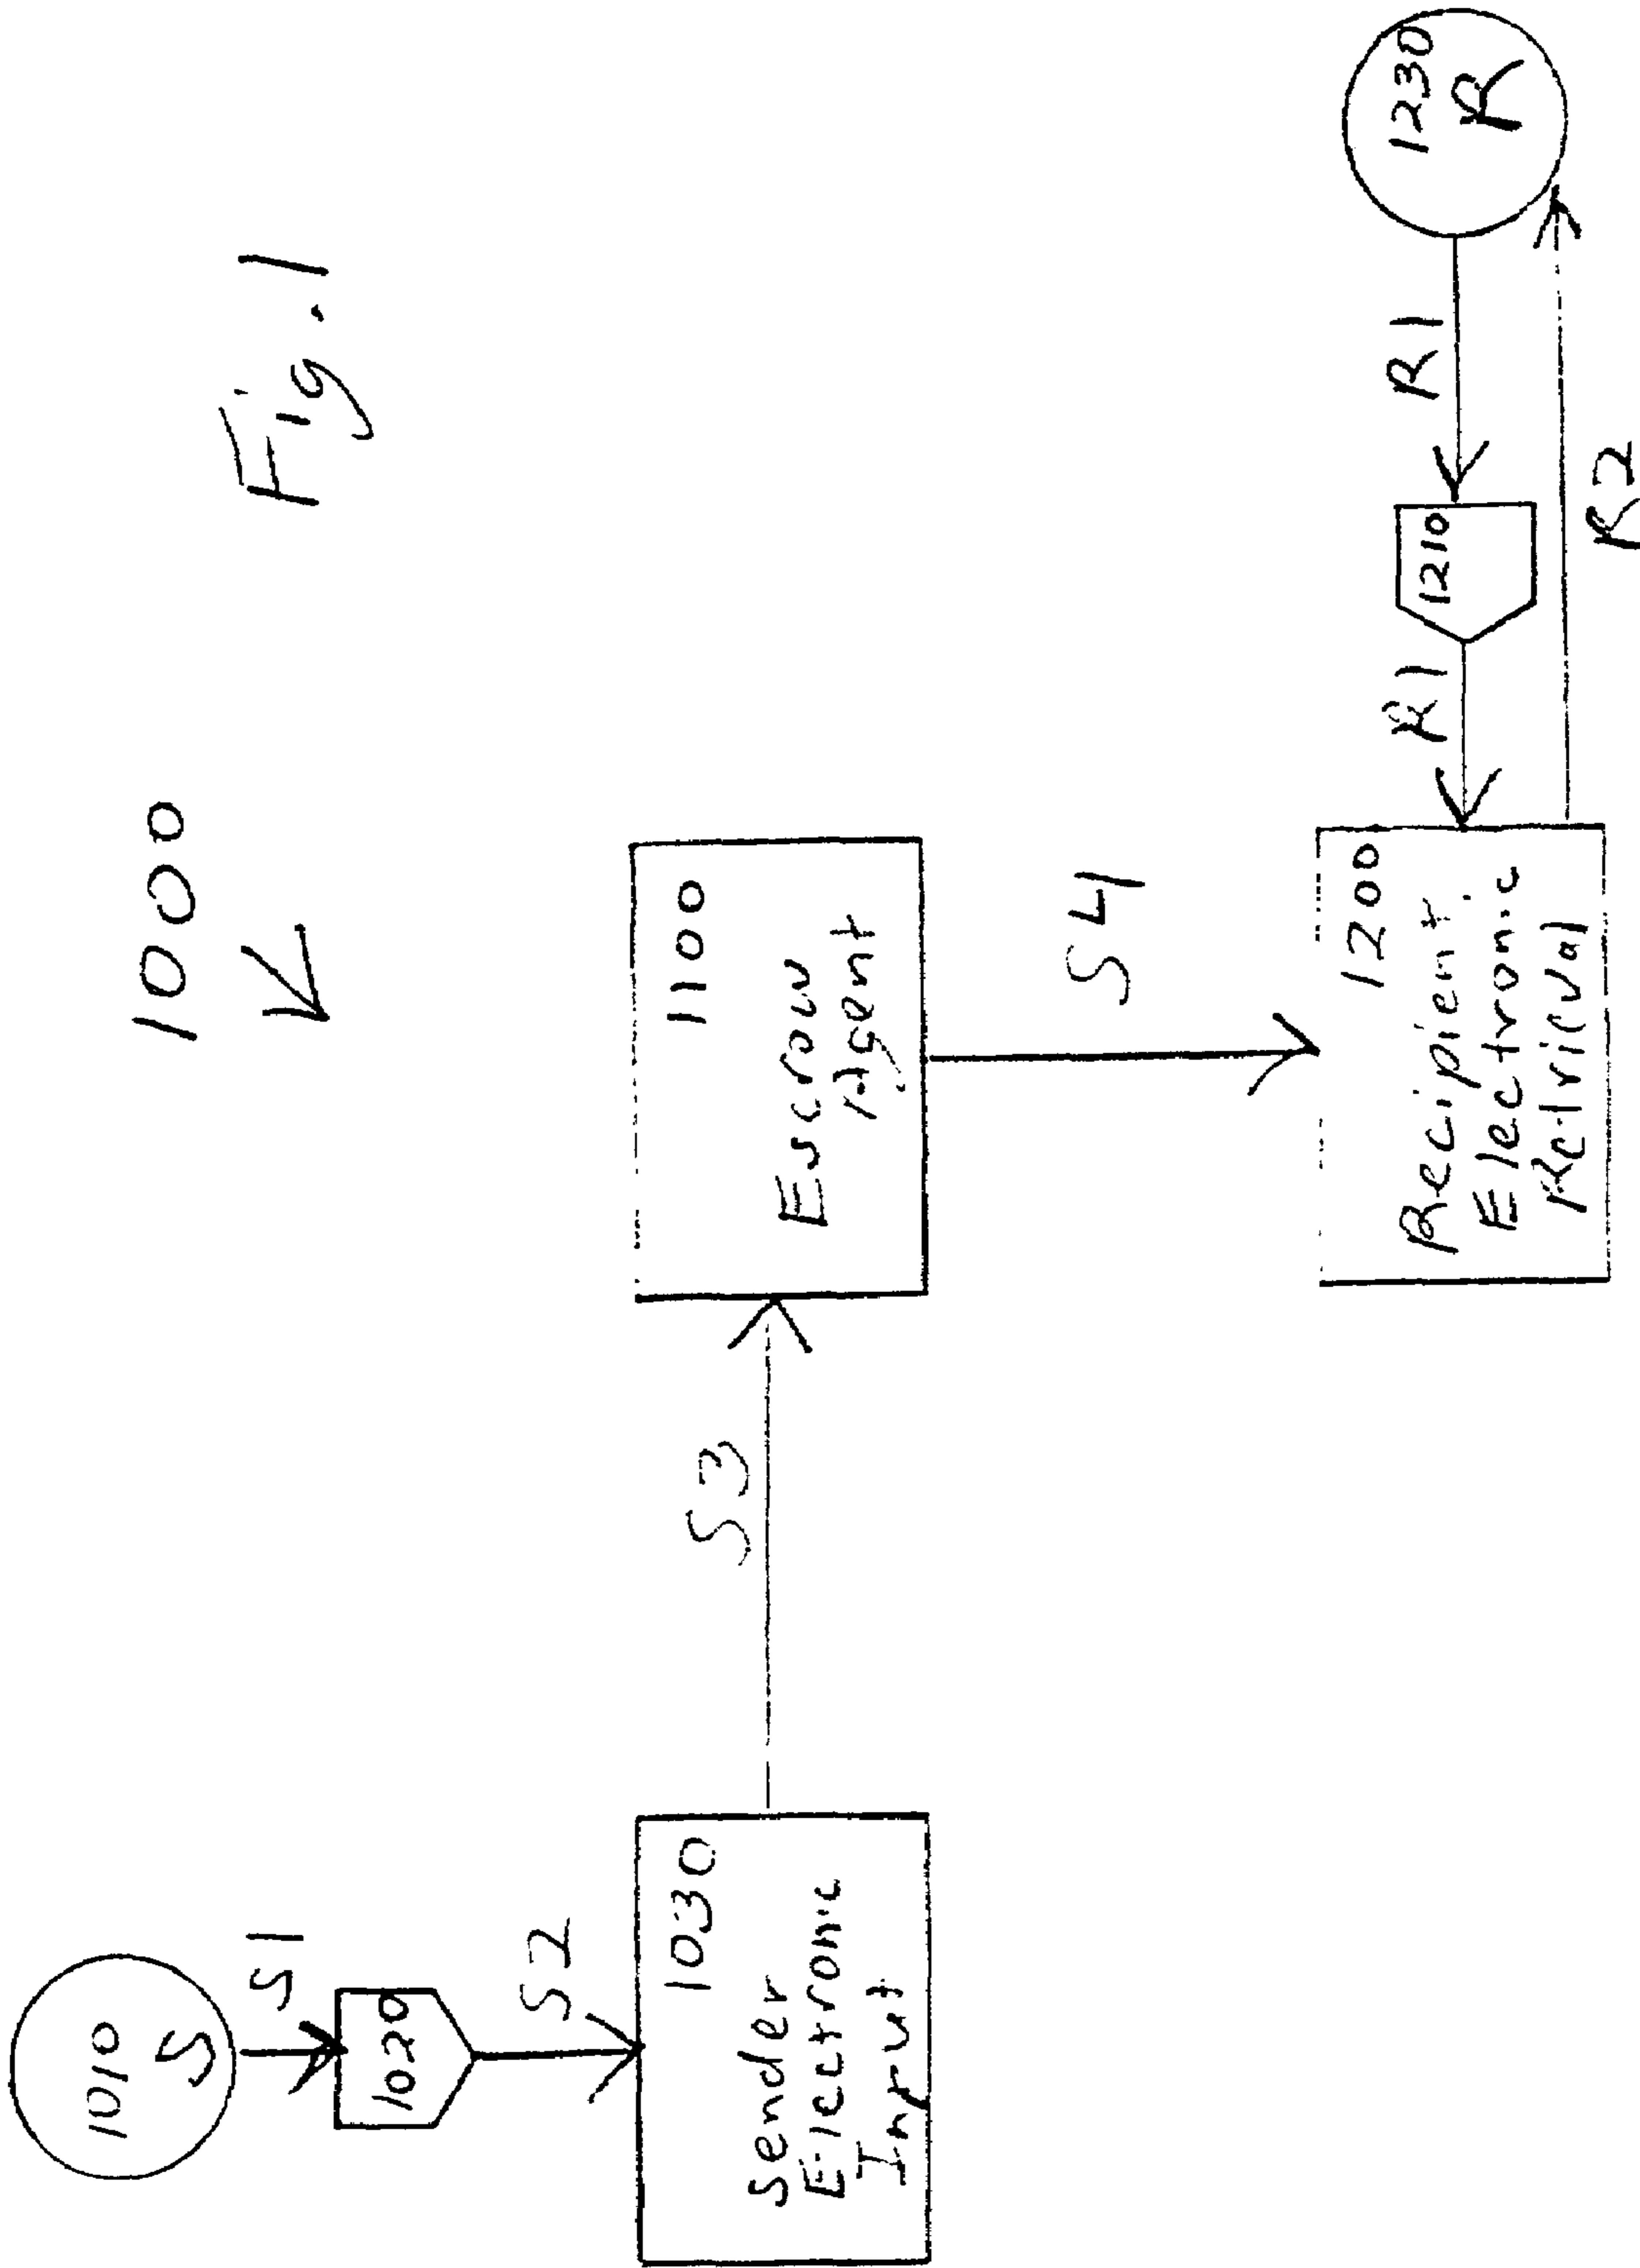 Fig. 1
1000
1010
S
S1
1020
S2
1030
Sender
Electronic
Input
S3
1100
Escrow
Agent
S4
1200
Recipient
Electronic
Retrieval
R1
1210
R1
1230
R
R2